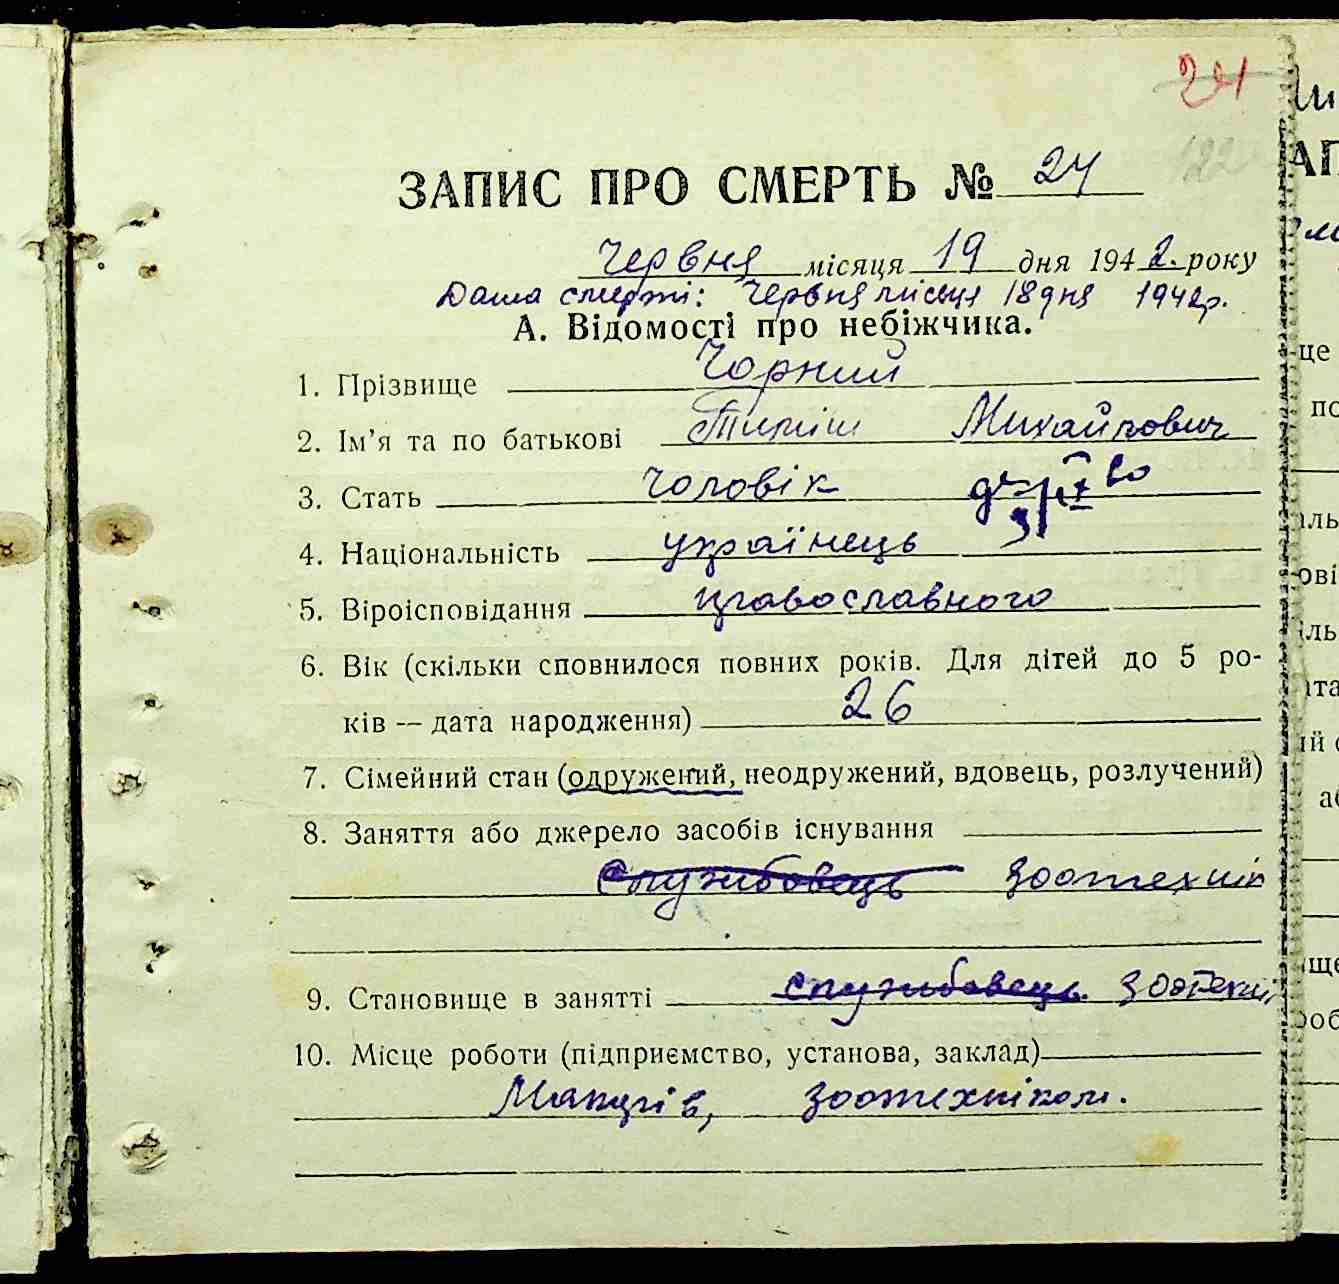 21
122
ЗАПИС ПРО СМЕРТЬ № 24
червня місяця 19 дня 1942. року
Дата смерті: Червня місяця 18 дня 1942р.
А. Відомості про небіжчика.
1. Прізвище Чорний
2. Ім'я та по батькові Тиміш Михайлович
3. Стать чоловік
4. Національність українець
5. Віроісповідання православного
6. Вік (скільки сповнилося повних років. Для дітей до 5 ро-
ків — дата народження) 26
7. Сімейний стан (одружений, неодружений, вдовець, розлучений)
8. Заняття або джерело засобів існування
службовець зоотехнік
9. Становище в занятті службовець зоотехнік
10. Місце роботи (підприємство, установа, заклад)
зоотехніком.